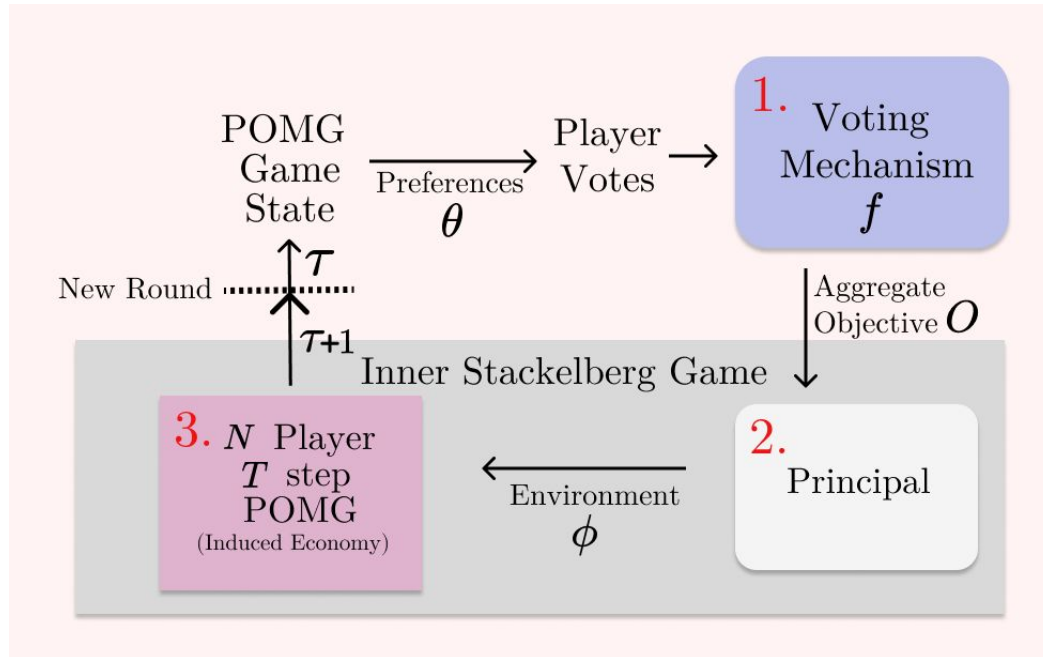 POMG
Game
State
Preferences
θ
Player
Votes
1.
Voting
Mechanism
f
τ
New Round
τ+1
Aggregate
Objective O
Inner Stackelberg Game
3. N Player
T step
POMG
(Induced Economy)
Environment
ϕ
2.
Principal